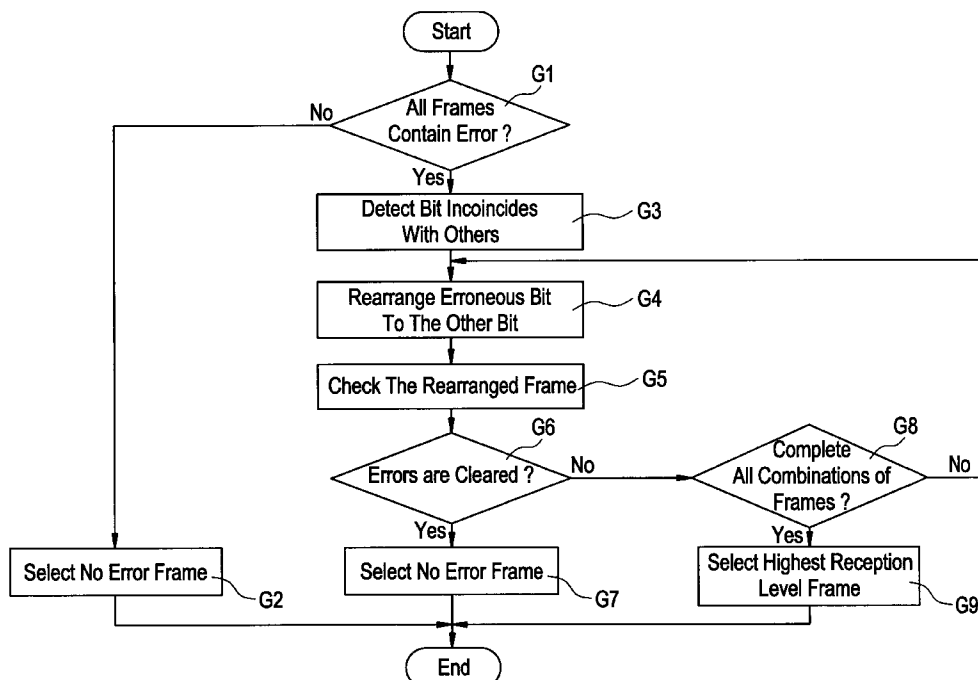 Start
G1
No
All Frames
Contain Error ?
Yes
Detect Bit Incoincides
With Others
G3
Rearrange Erroneous Bit
To The Other Bit
G4
Check The Rearranged Frame
G5
G6
Errors are Cleared ?
No
G8
Complete
All Combinations of
Frames ?
No
Yes
Yes
Select No Error Frame
G2
Select No Error Frame
G7
Select Highest Reception
Level Frame
G9
End